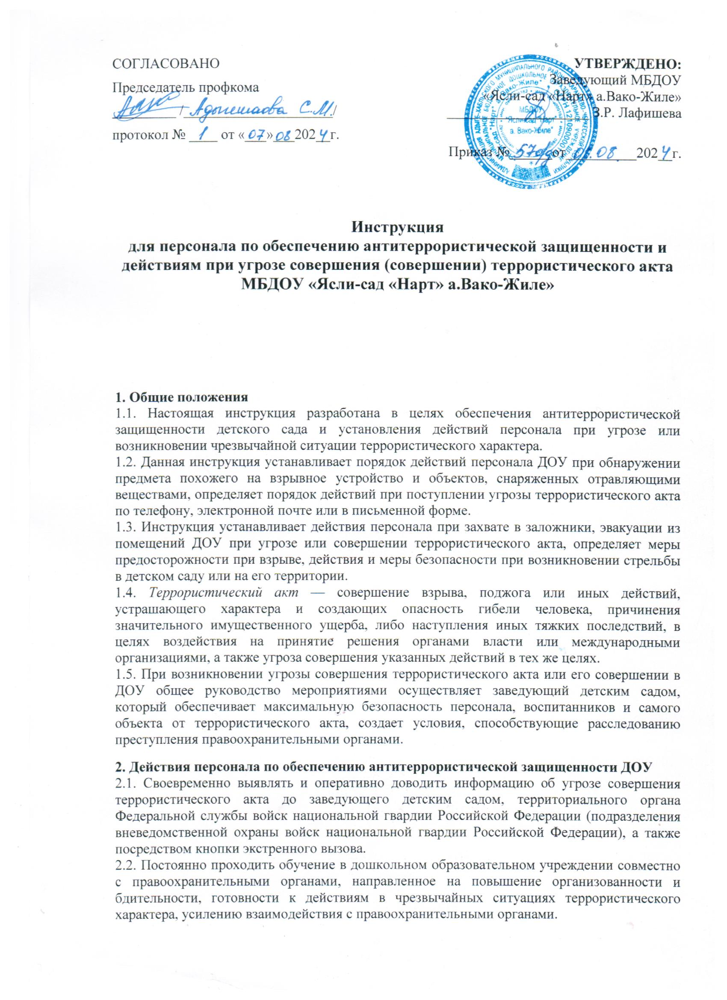 СОГЛАСОВАНО
Председатель профкома
/ С.М./
протокол № 1 от «07» 08 2024г.
УТВЕРЖДЕНО:
Заведующий МБДОУ
«Ясли-сад «Нарт» а.Вако-Жиле»
З.Р. Лафишева
Приказ № от 08. 2024г.
МБДОУ
"Ясли-сад "Нарт"
а. Вако-Жиле"
Инструкция
для персонала по обеспечению антитеррористической защищенности и
действиям при угрозе совершения (совершении) террористического акта
МБДОУ «Ясли-сад «Нарт» а.Вако-Жиле»
1. Общие положения
1.1. Настоящая инструкция разработана в целях обеспечения антитеррористической
защищенности детского сада и установления действий персонала при угрозе или
возникновении чрезвычайной ситуации террористического характера.
1.2. Данная инструкция устанавливает порядок действий персонала ДОУ при обнаружении
предмета похожего на взрывное устройство и объектов, снаряженных отравляющими
веществами, определяет порядок действий при поступлении угрозы террористического акта
по телефону, электронной почте или в письменной форме.
1.3. Инструкция устанавливает действия персонала при захвате в заложники, эвакуации из
помещений ДОУ при угрозе или совершении террористического акта, определяет меры
предосторожности при взрыве, действия и меры безопасности при возникновении стрельбы
в детском саду или на его территории.
1.4. Террористический акт — совершение взрыва, поджога или иных действий,
устрашающего характера и создающих опасность гибели человека, причинения
значительного имущественного ущерба, либо наступления иных тяжких последствий, в
целях воздействия на принятие решения органами власти или международными
организациями, а также угроза совершения указанных действий в тех же целях.
1.5. При возникновении угрозы совершения террористического акта или его совершении в
ДОУ общее руководство мероприятиями осуществляет заведующий детским садом,
который обеспечивает максимальную безопасность персонала, воспитанников и самого
объекта от террористического акта, создает условия, способствующие расследованию
преступления правоохранительными органами.
2. Действия персонала по обеспечению антитеррористической защищенности ДОУ
2.1. Своевременно выявлять и оперативно доводить информацию об угрозе совершения
террористического акта до заведующего детским садом, территориального органа
Федеральной службы войск национальной гвардии Российской Федерации (подразделения
вневедомственной охраны войск национальной гвардии Российской Федерации), а также
посредством кнопки экстренного вызова.
2.2. Постоянно проходить обучение в дошкольном образовательном учреждении совместно
с правоохранительными органами, направленное на повышение организованности и
бдительности, готовности к действиям в чрезвычайных ситуациях террористического
характера, усилению взаимодействия с правоохранительными органами.